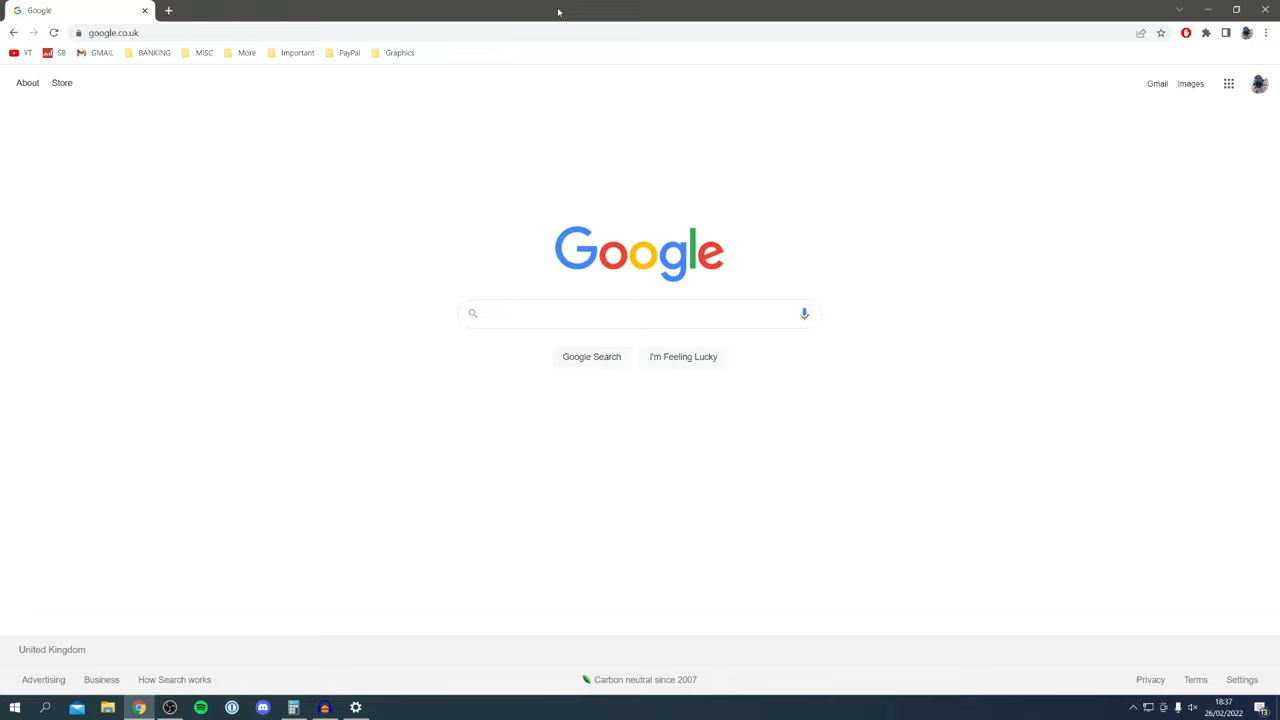 Google
google.co.uk
YT SB GMAIL BANKING MISC More Important PayPal Graphics
About Store Gmail Images
Google
Google Search I'm Feeling Lucky
United Kingdom
Advertising Business How Search works Carbon neutral since 2007 Privacy Terms Settings
18:37
26/02/2022
13